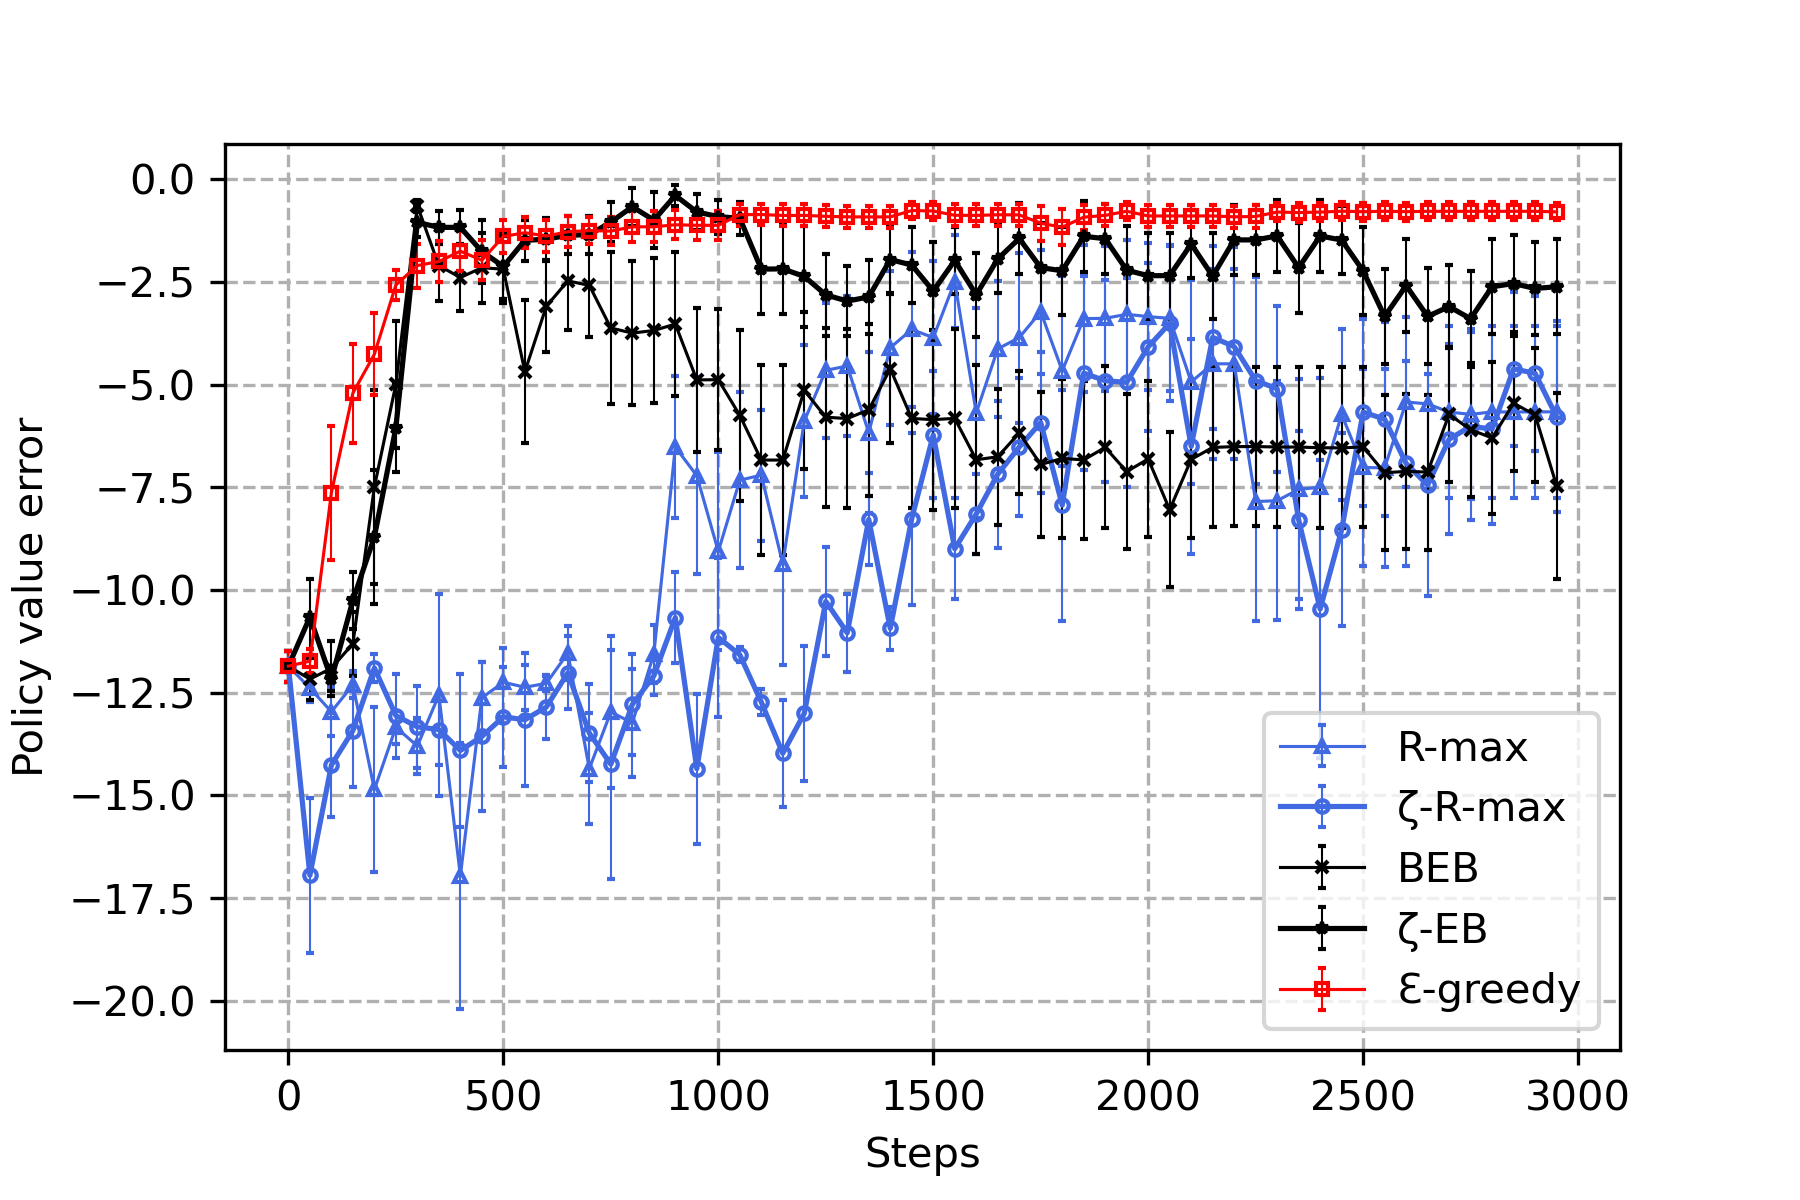 Policy value error
0.0
−2.5
−5.0
−7.5
−10.0
−12.5
−15.0
−17.5
−20.0
0 500 1000 1500 2000 2500 3000
Steps
R-max
ζ-R-max
BEB
ζ-EB
Ɛ-greedy